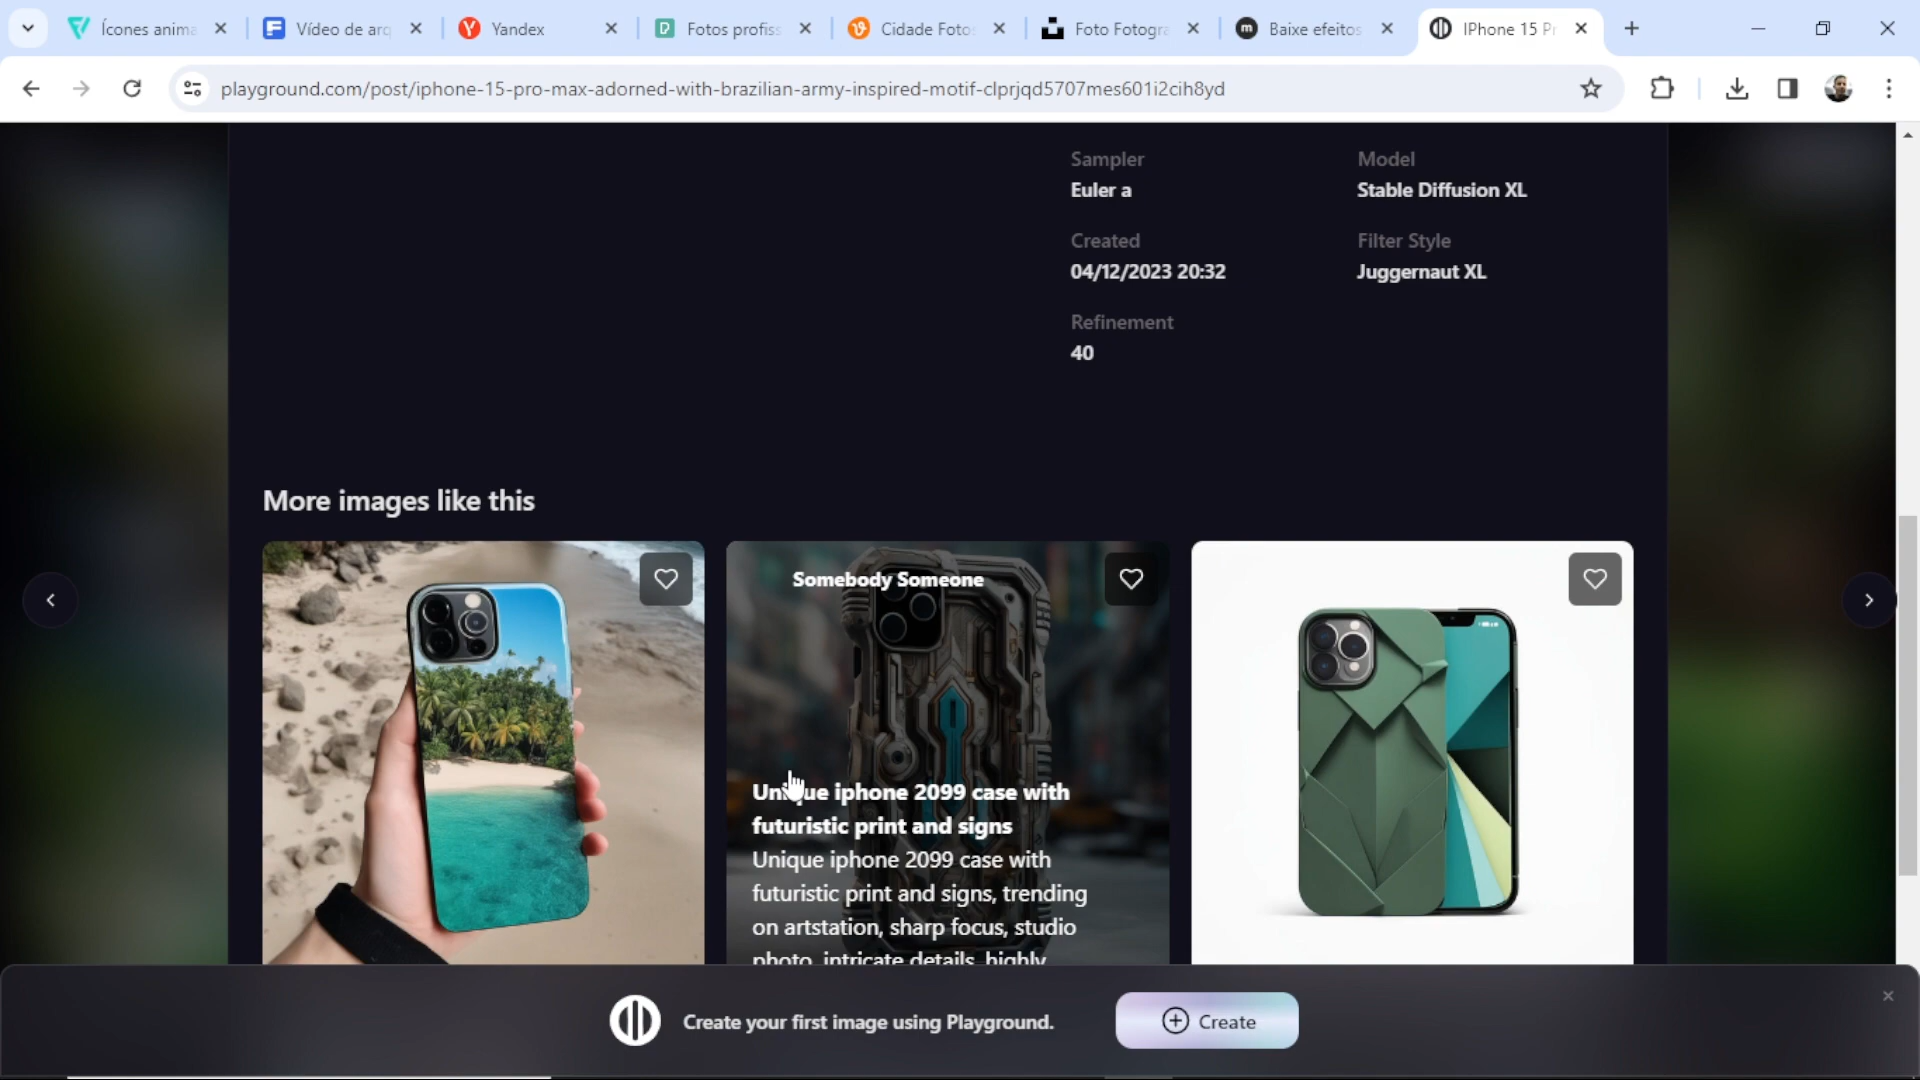 Ícones anima
Vídeo de arq
Yandex
Fotos profiss
Cidade Foto
Foto Fotogra
Baixe efeitos
IPhone 15 Pr
playground.com/post/iphone-15-pro-max-adorned-with-brazilian-army-inspired-motif-clprjqd5707mes601i2cih8yd
Sampler
Model
Euler a
Stable Diffusion XL
Created
Filter Style
04/12/2023 20:32
Juggernaut XL
Refinement
40
More images like this
Somebody Someone
Unique iphone 2099 case with
futuristic print and signs
Unique iphone 2099 case with
futuristic print and signs, trending
on artstation, sharp focus, studio
photo, intricate details, highly
Create your first image using Playground.
Create